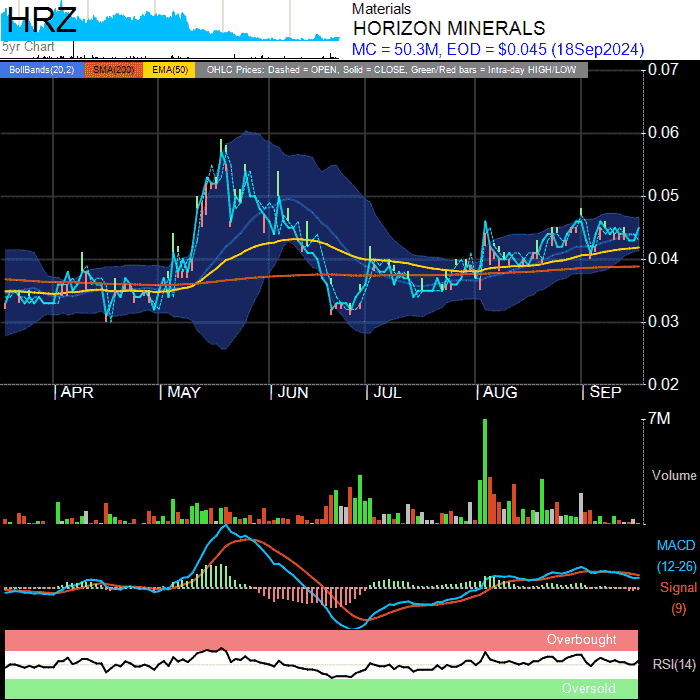 HRZ
5yr Chart
Materials
HORIZON MINERALS
MC = 50.3M, EOD = $0.045 (18Sep2024)
BollBands(20,2) SMA(200) EMA(50) OHLC Prices: Dashed = OPEN, Solid = CLOSE, Green/Red bars = Intra-day HIGH/LOW
0.07
0.06
0.05
0.04
0.03
0.02
APR MAY JUN JUL AUG SEP
7M
Volume
MACD
(12-26)
Signal
(9)
Overbought
RSI(14)
Oversold